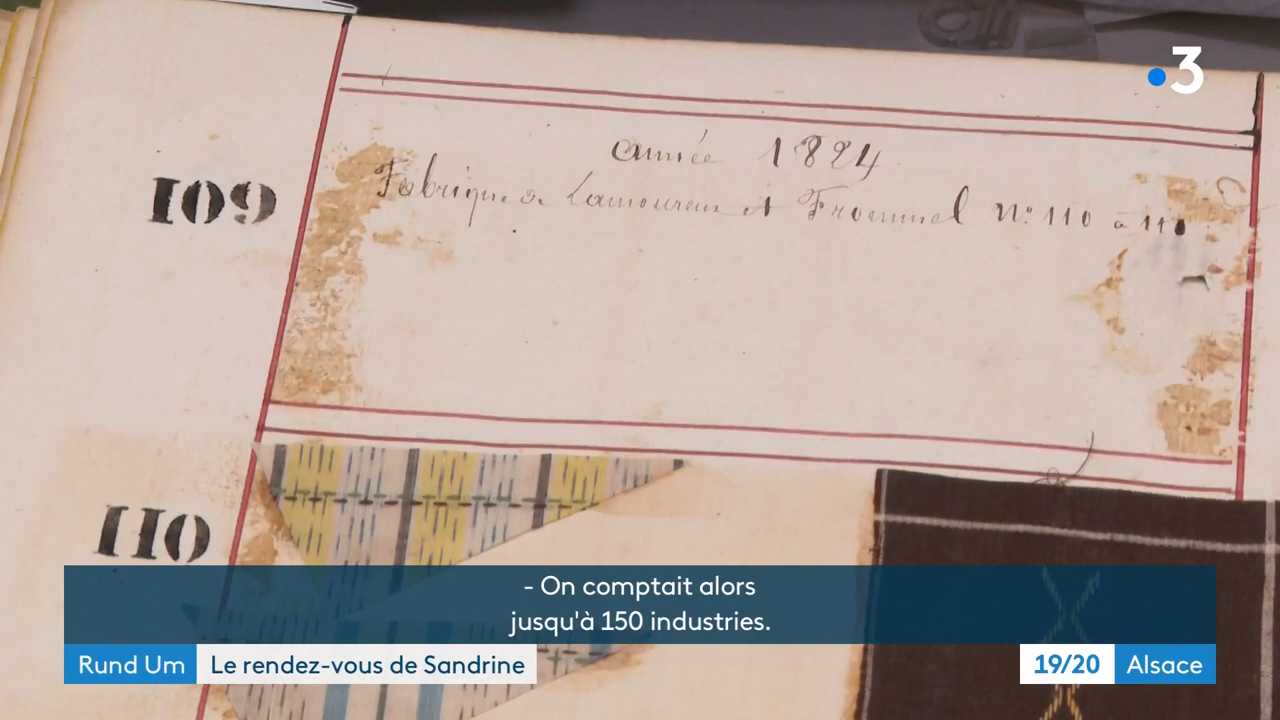 3
année 1824
109
Fabrique de Lamoureux et Frommel Nº 110 à
110
- On comptait alors
jusqu'à 150 industries.
Rund Um
Le rendez-vous de Sandrine
19/20
Alsace